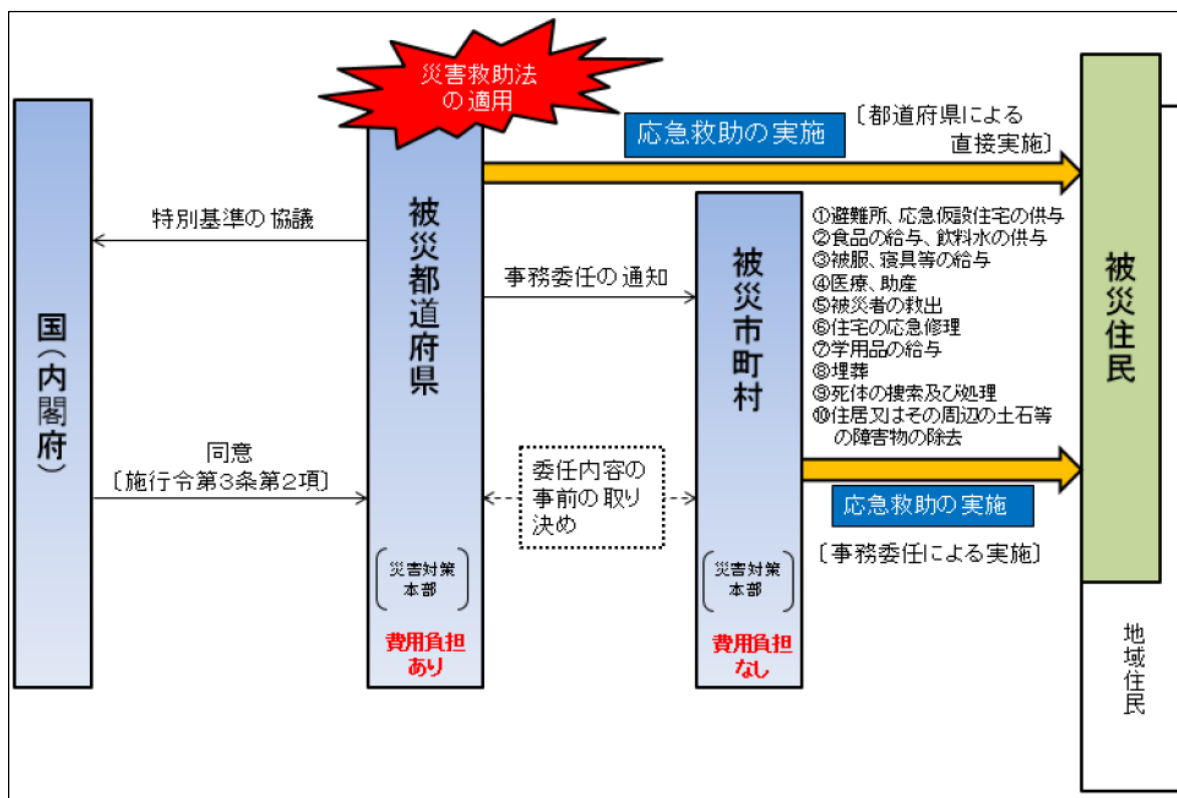 災害救助法
の適用
応急救助の実施
〔都道府県による
直接実施〕
特別基準の協議
被災都道府県
事務委任の通知
被災市町村
①避難所、応急仮設住宅の供与
②食品の給与、飲料水の供与
③被服、寝具等の給与
④医療、助産
⑤被災者の救出
⑥住宅の応急修理
⑦学用品の給与
⑧埋葬
⑨死体の捜索及び処理
⑩住居又はその周辺の土石等
の障害物の除去
被災住民
国(内閣府)
同意
〔施行令第3条第2項〕
委任内容の
事前の取り
決め
応急救助の実施
〔事務委任による実施〕
災害対策
本部
費用負担
あり
災害対策
本部
費用負担
なし
地域住民